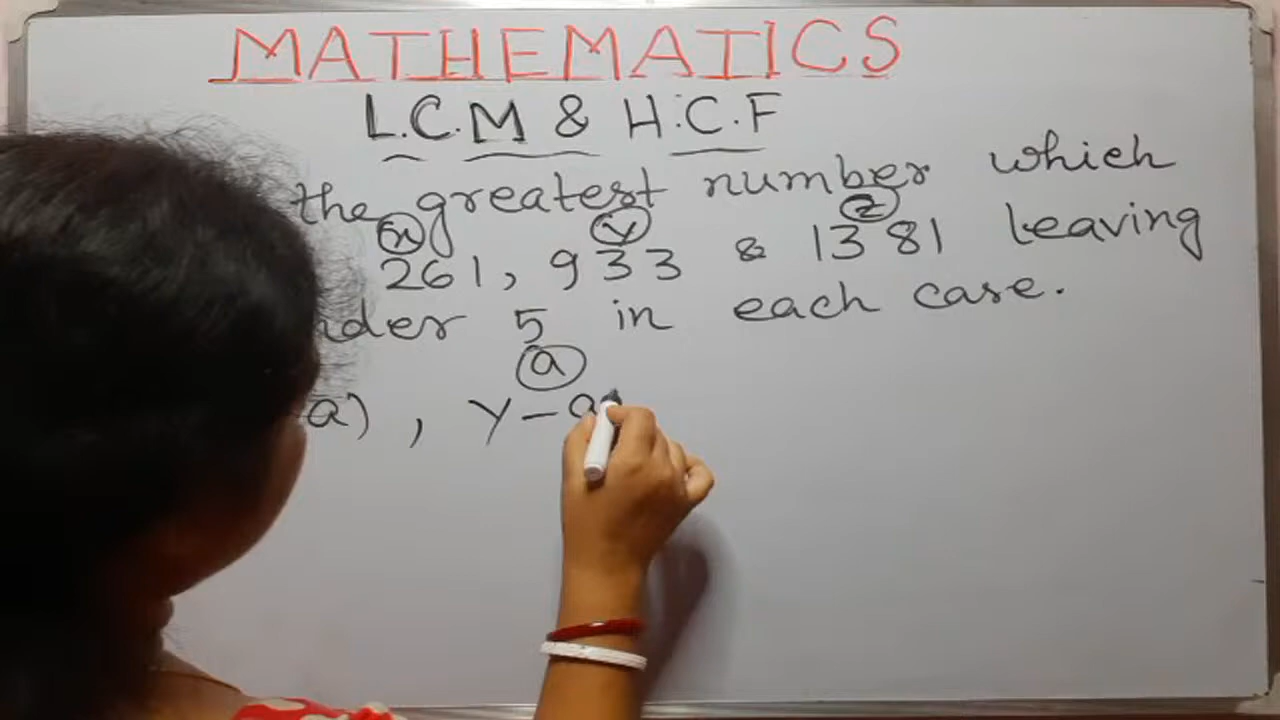 MATHEMATICS
L.C.M & H.C.F
the greatest number which
x y z
261, 933 & 1381 leaving
nder 5 in each case.
a
a) , y-a